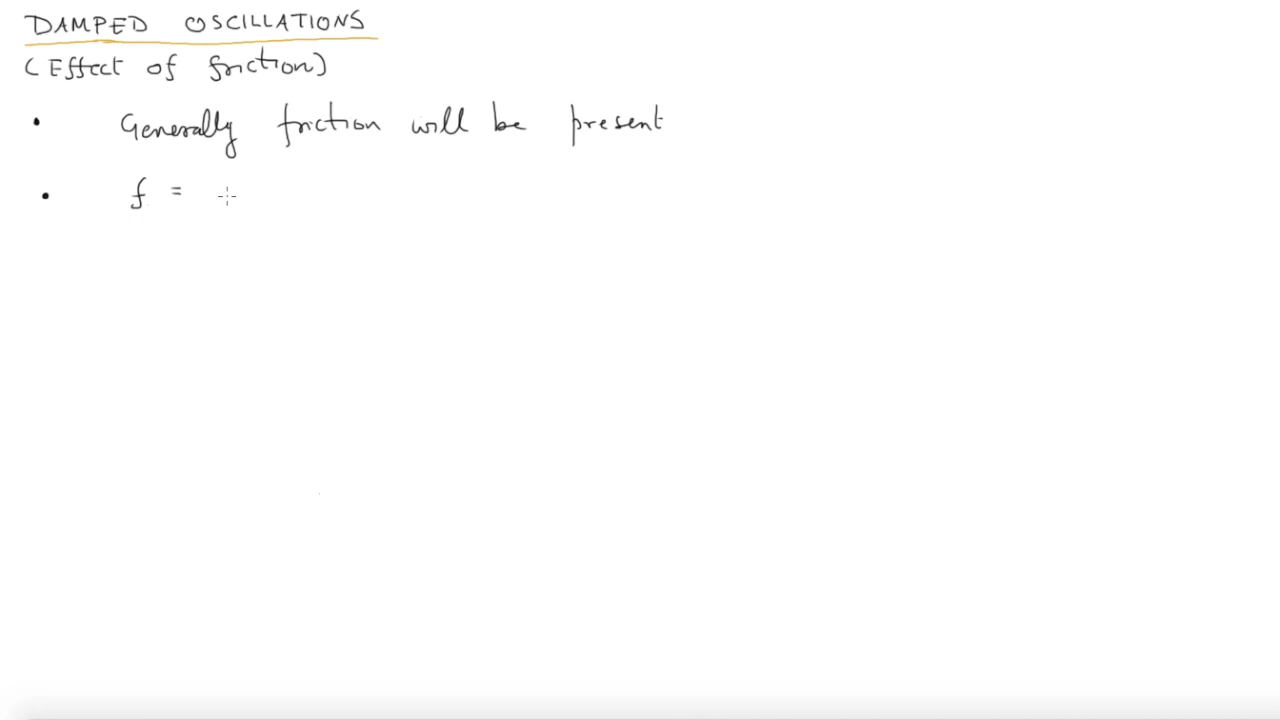 DAMPED OSCILLATIONS
(Effect of friction)
• Generally friction will be present
• f =